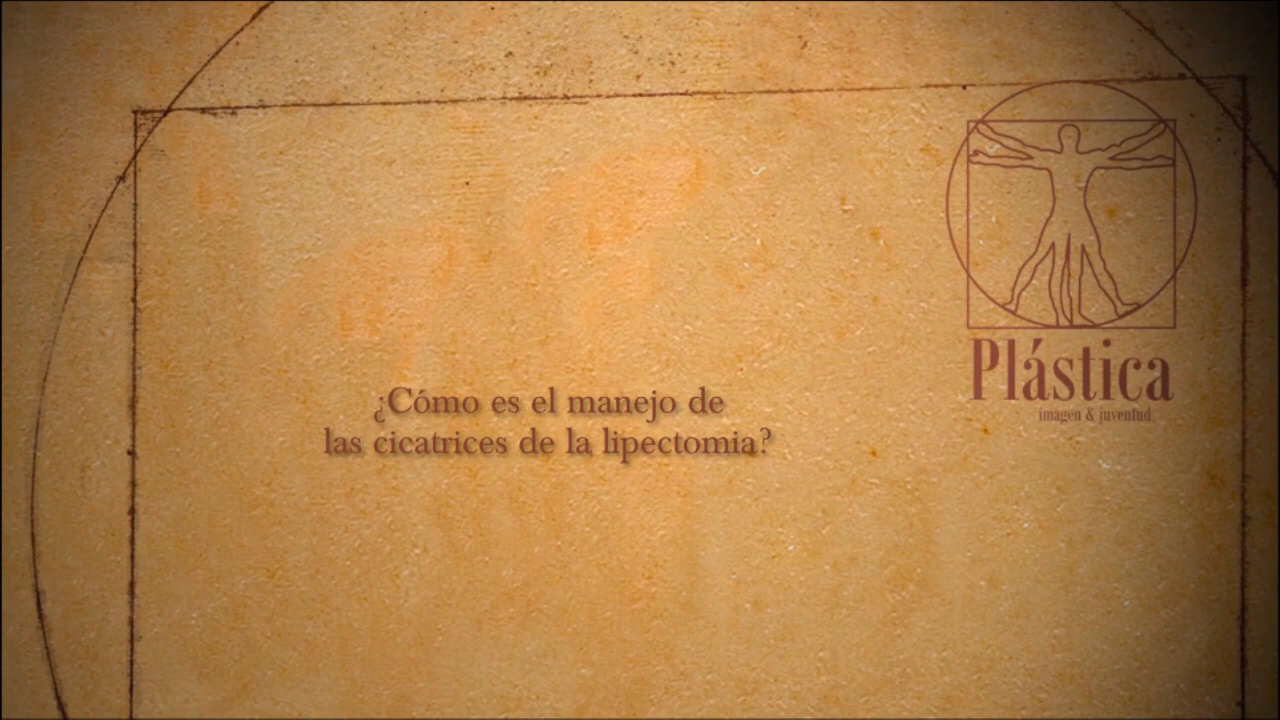 ¿Cómo es el manejo de
las cicatrices de la lipectomia?
Plástica
imagen & juventud